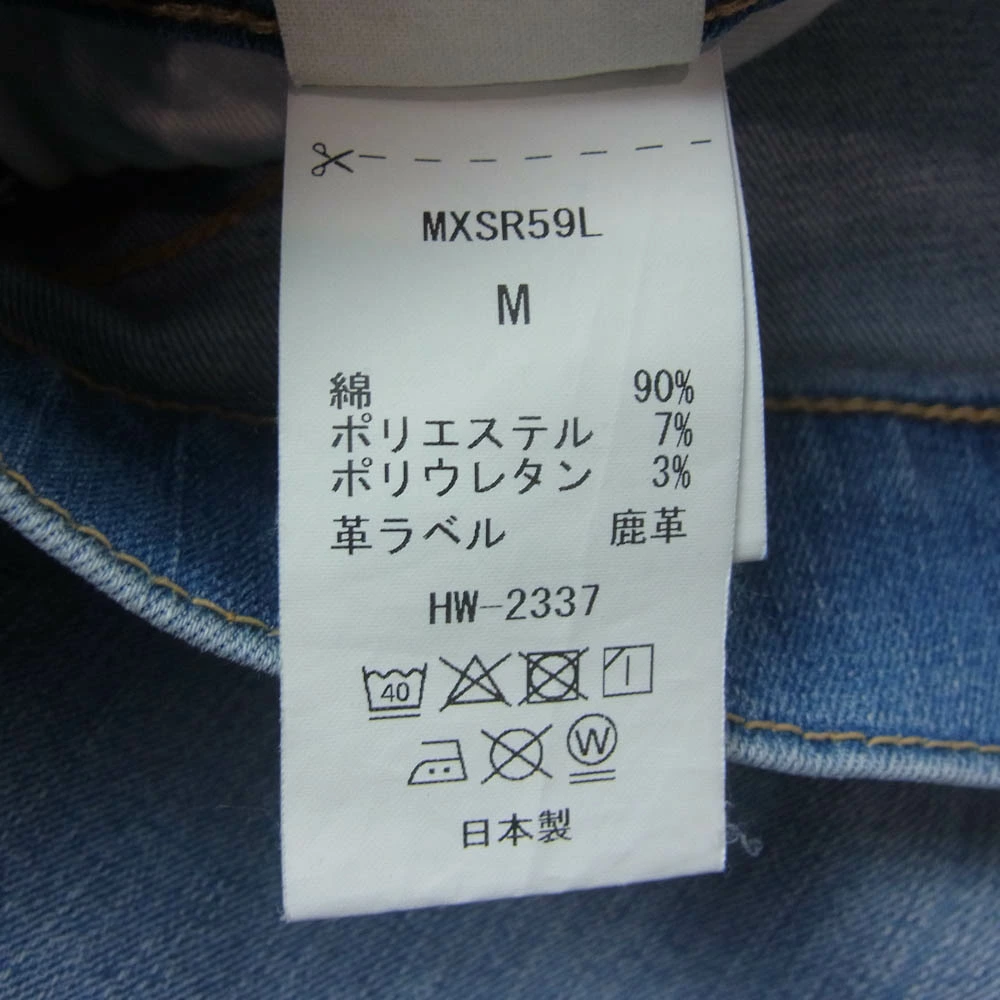 MXSR59L
M
綿 90%
ポリエステル 7%
ポリウレタン 3%
革ラベル 鹿革
HW-2337
40
W
日本製